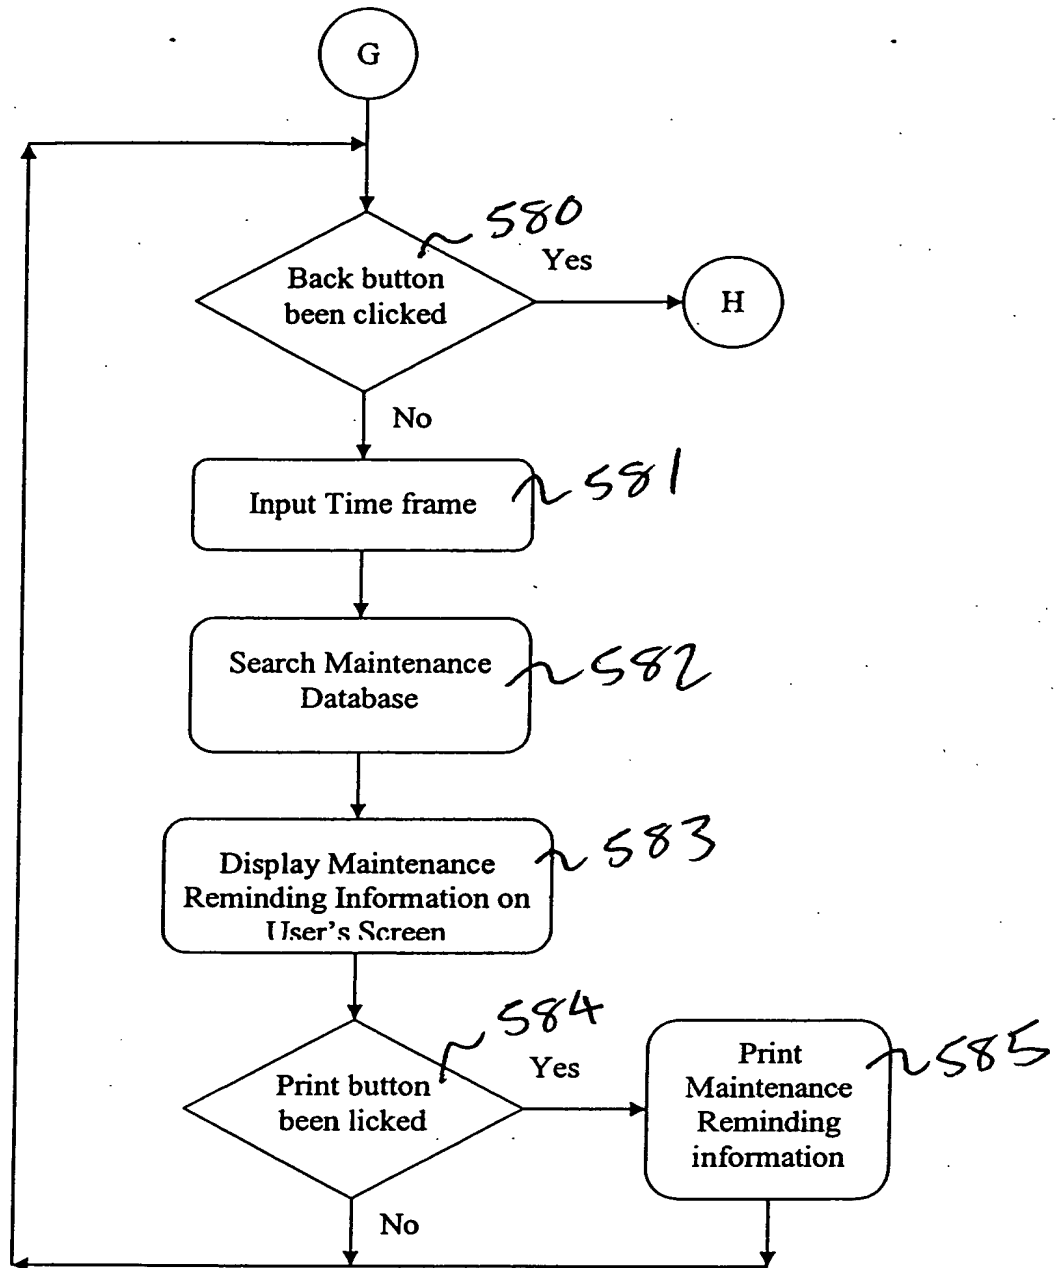 G
580
Yes
Back button
been clicked
H
No
Input Time frame
581
Search Maintenance
Database
582
Display Maintenance
Reminding Information on
User's Screen
583
584
Yes
Print button
been licked
Print
Maintenance
Reminding
information
585
No